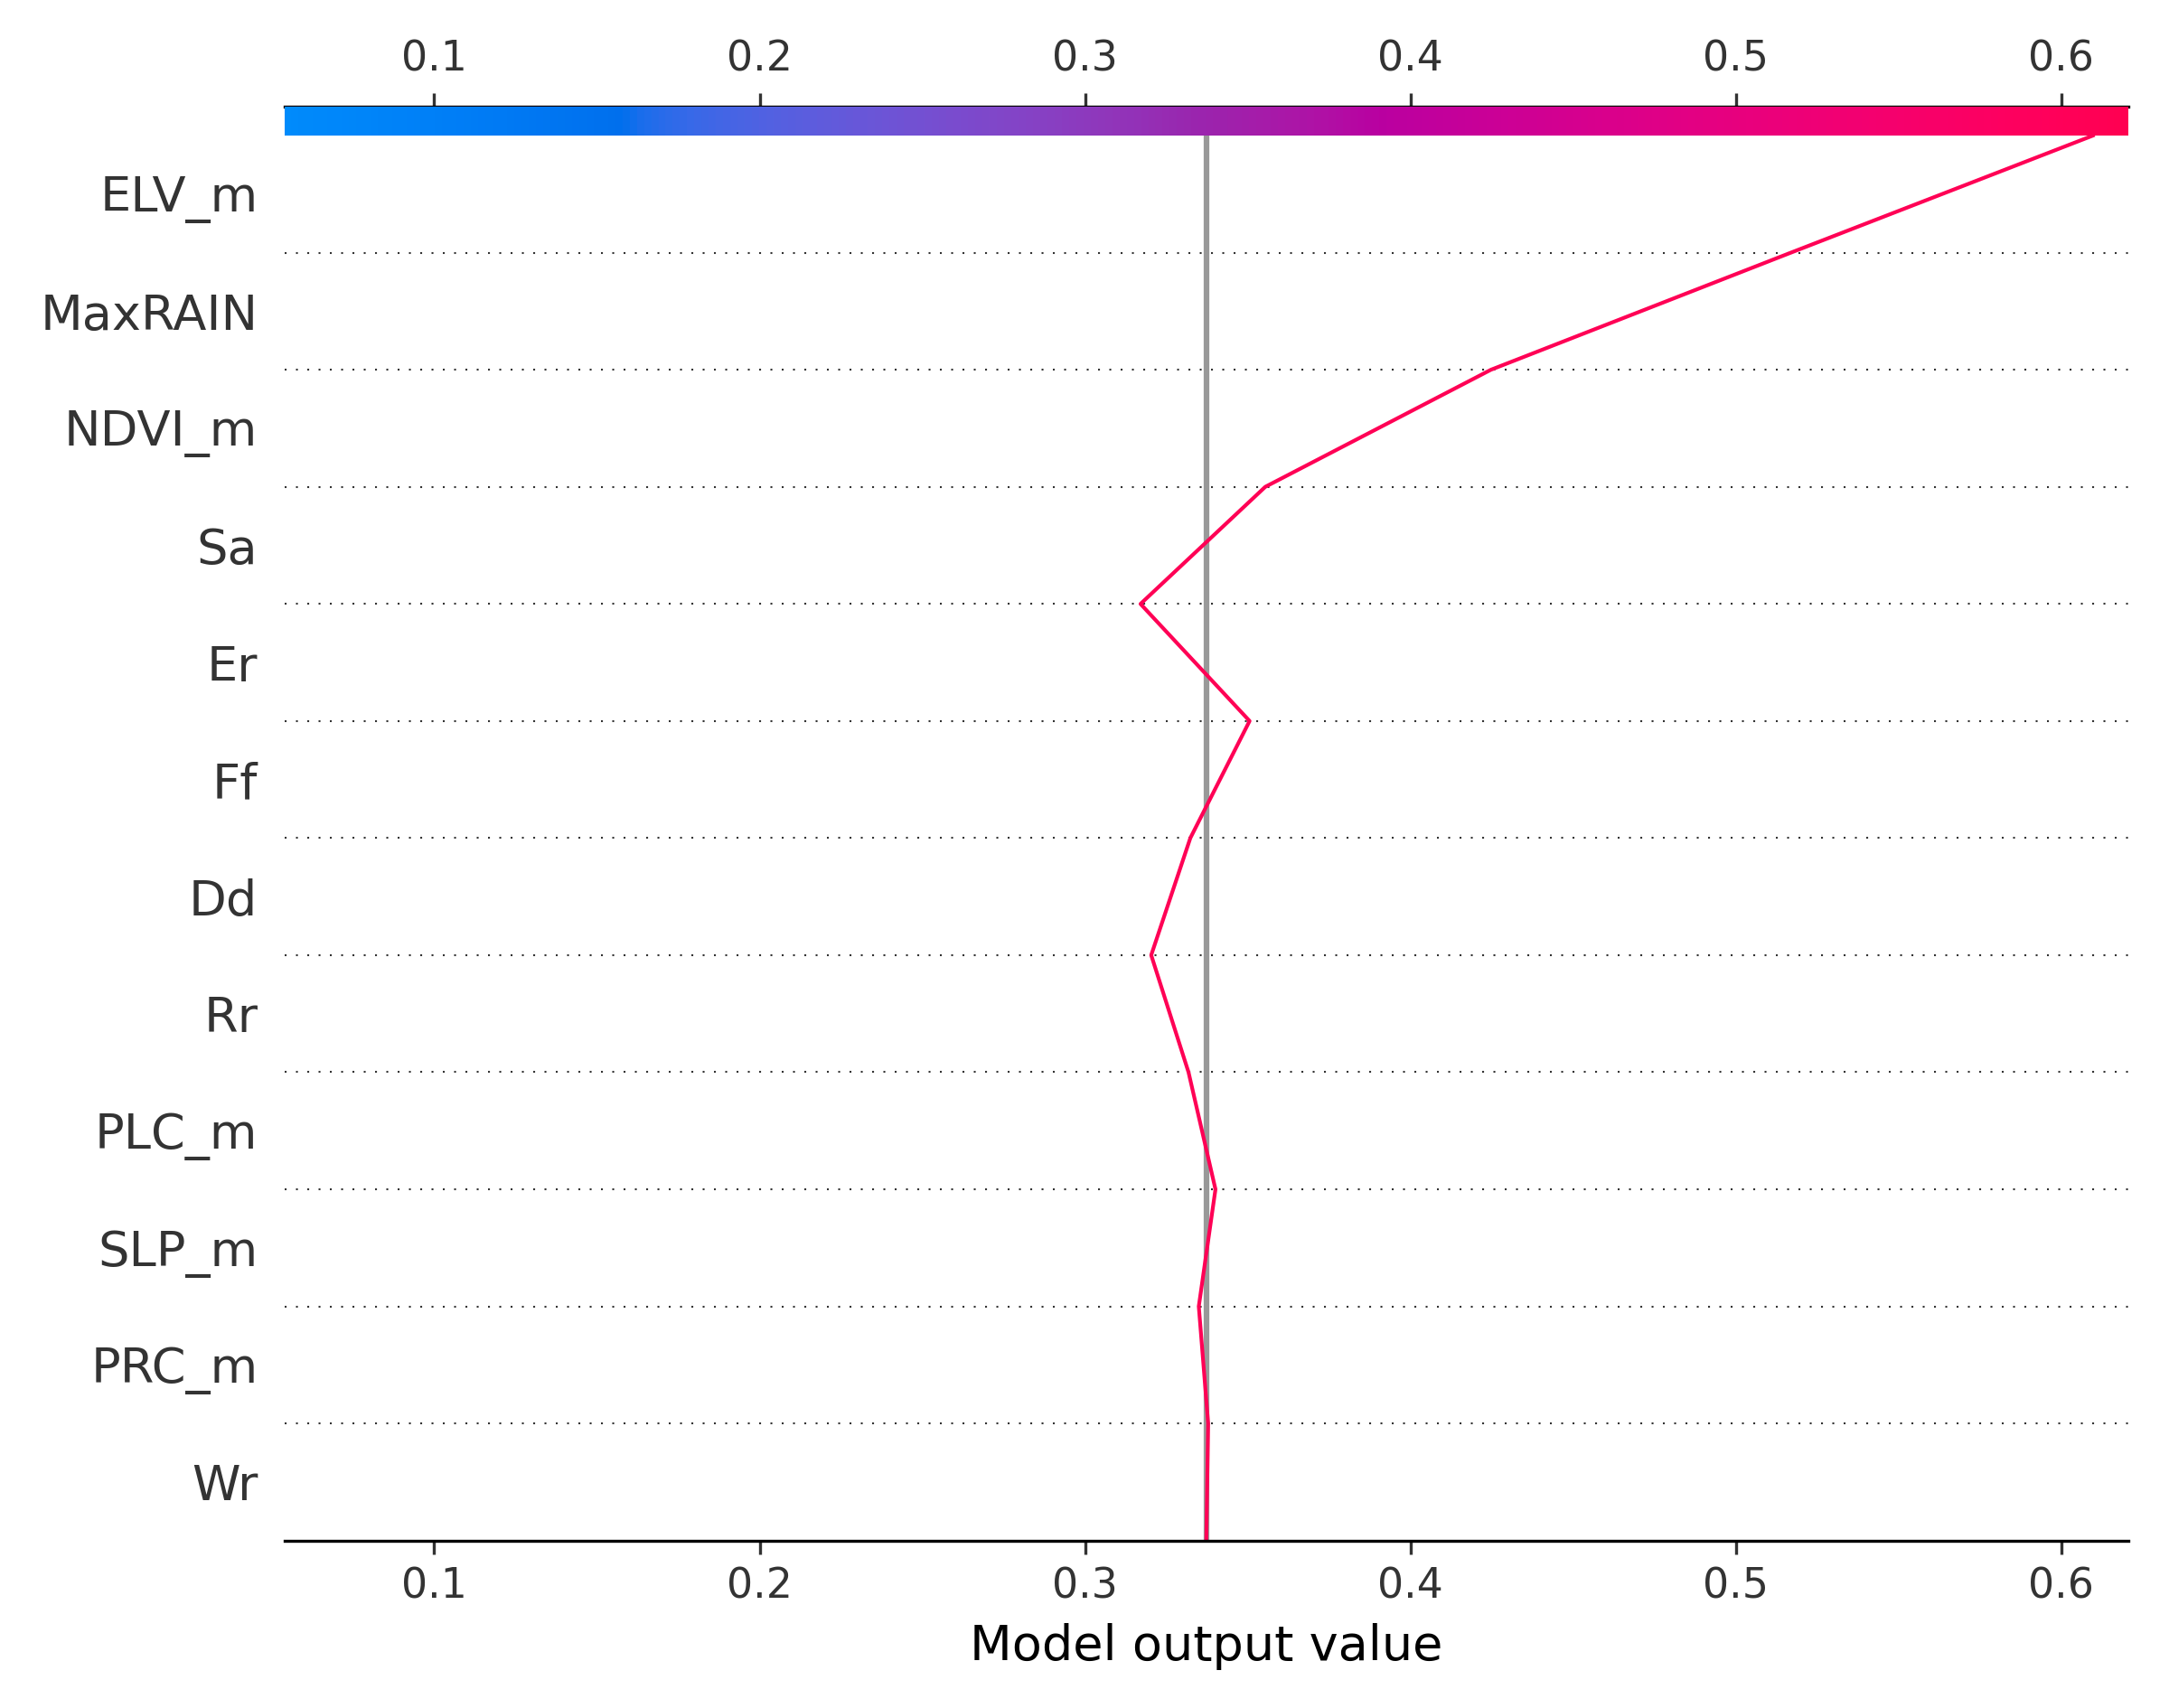 0.1 0.2 0.3 0.4 0.5 0.6
ELV_m
MaxRAIN
NDVI_m
Sa
Er
Ff
Dd
Rr
PLC_m
SLP_m
PRC_m
Wr
0.1 0.2 0.3 0.4 0.5 0.6
Model output value